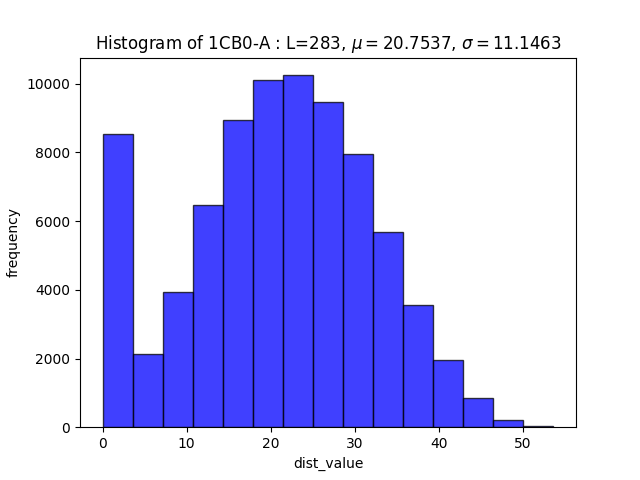 Histogram of 1CB0-A : L=283, μ = 20.7537, σ = 11.1463
10000
8000
6000
4000
2000
0
frequency
0 10 20 30 40 50
dist_value